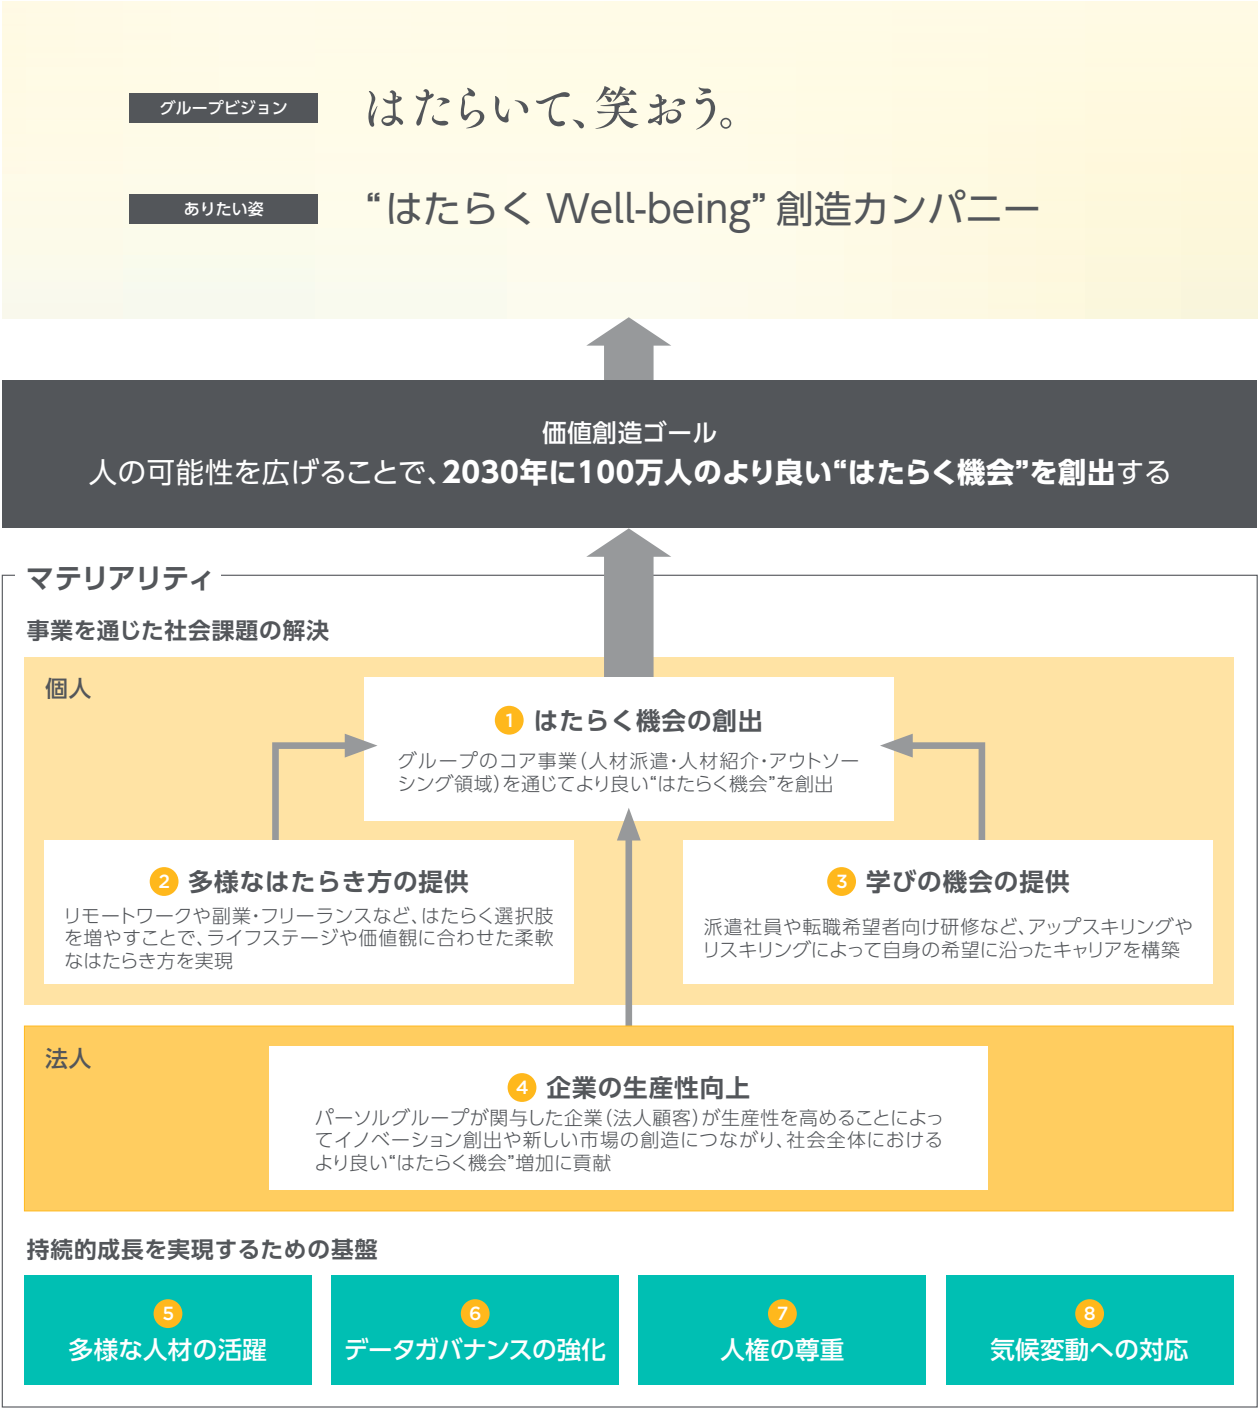 グループビジョン
はたらいて、笑おう。
ありたい姿
“はたらく Well-being” 創造カンパニー
価値創造ゴール
人の可能性を広げることで、2030年に100万人のより良い“はたらく機会”を創出する
マテリアリティ
事業を通じた社会課題の解決
個人
1 はたらく機会の創出
グループのコア事業（人材派遣・人材紹介・アウトソー
シング領域）を通じてより良い“はたらく機会”を創出
2 多様なはたらき方の提供
リモートワークや副業・フリーランスなど、はたらく選択肢
を増やすことで、ライフステージや価値観に合わせた柔軟
なはたらき方を実現
3 学びの機会の提供
派遣社員や転職希望者向け研修など、アップスキリングや
リスキリングによって自身の希望に沿ったキャリアを構築
法人
4 企業の生産性向上
パーソルグループが関与した企業（法人顧客）が生産性を高めることによっ
てイノベーション創出や新しい市場の創造につながり、社会全体における
より良い“はたらく機会”増加に貢献
持続的成長を実現するための基盤
5
多様な人材の活躍
6
データガバナンスの強化
7
人権の尊重
8
気候変動への対応